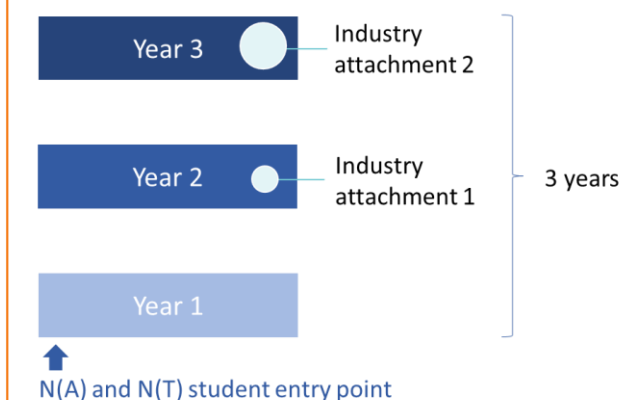 Year 3
Industry
attachment 2
Year 2
Industry
attachment 1
3 years
Year 1
N(A) and N(T) student entry point